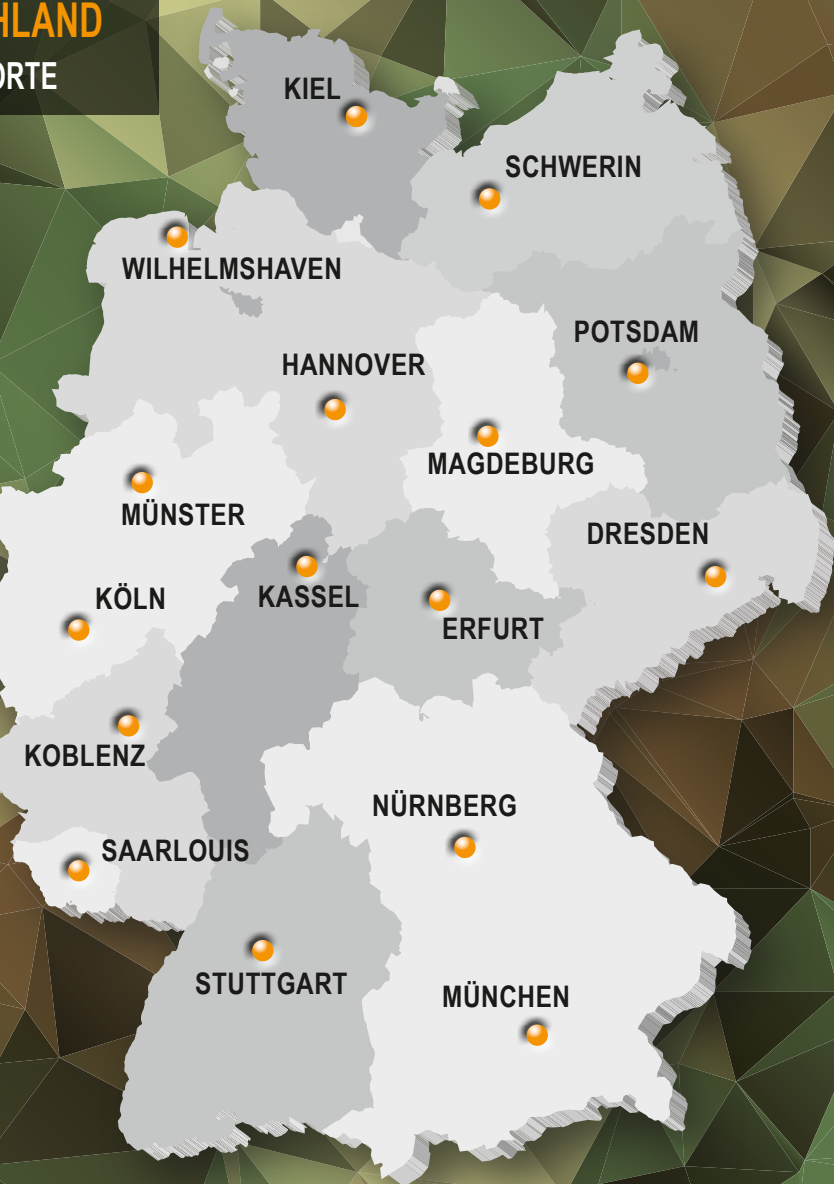 HLAND
ORTE
KIEL
SCHWERIN
WILHELMSHAVEN
POTSDAM
HANNOVER
MAGDEBURG
MÜNSTER
DRESDEN
KÖLN
KASSEL
ERFURT
KOBLENZ
NÜRNBERG
SAARLOUIS
STUTTGART
MÜNCHEN